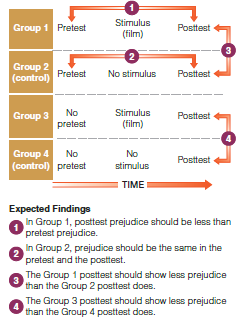 1
Group 1
Pretest
Stimulus
(film)
Posttest
3
2
Group 2
(control)
Pretest
No stimulus
Posttest
Group 3
No
pretest
Stimulus
(film)
Posttest
4
Group 4
(control)
No
pretest
No
stimulus
Posttest
TIME
Expected Findings
1 In Group 1, posttest prejudice should be less than
pretest prejudice.
2 In Group 2, prejudice should be the same in the
pretest and the posttest.
3 The Group 1 posttest should show less prejudice
than the Group 2 posttest does.
4 The Group 3 posttest should show less prejudice
than the Group 4 posttest does.